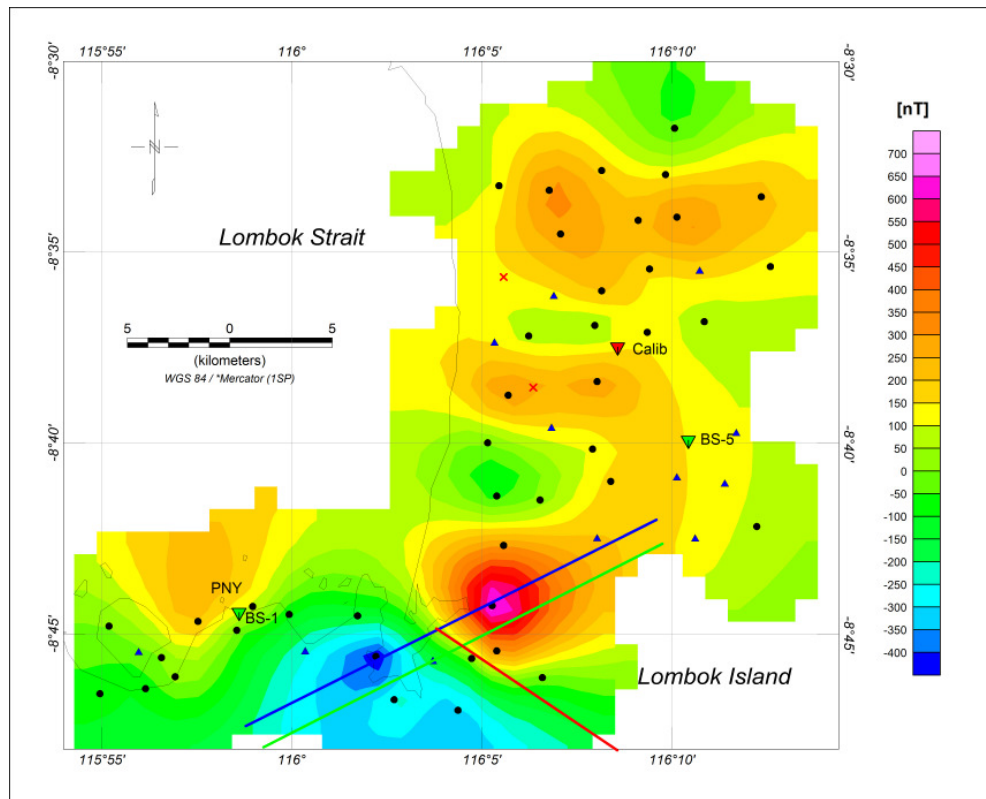 115°55' 116° 116°5' 116°10'
-8°30' -8°30'
[nT]
700
650
600
550
500
450
400
350
300
250
200
150
100
50
0
-50
-100
-150
-200
-250
-300
-350
-400
N
Lombok Strait
-8°35' -8°35'
5 0 5
(kilometers)
WGS 84 / *Mercator (1SP)
Calib
-8°40' -8°40'
BS-5
PNY
BS-1
-8°45' -8°45'
Lombok Island
115°55' 116° 116°5' 116°10'